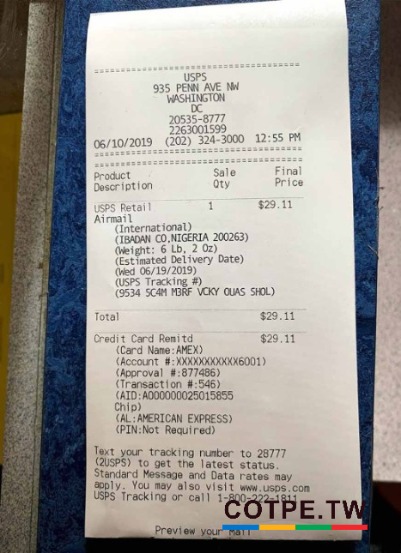 USPS
935 PENN AVE NW
WASHINGTON
DC
20535-8777
2263001599
06/10/2019 (202) 324-3000 12:55 PM
Product Sale Final
Description Qty Price
USPS Retail 1 $29.11
Airmail
(International)
(IBADAN CO,NIGERIA 200263)
(Weight: 6 Lb, 2 Oz)
(Estimated Delivery Date)
(Wed 06/19/2019)
(USPS Tracking #)
(9534 5C4M M3RF VCKY OUAS SHOL)
Total $29.11
Credit Card Remitd $29.11
(Card Name:AMEX)
(Account #:XXXXXXXXXXX6001)
(Approval #:877486)
(Transaction #:546)
(AID:A000000025015855
Chip)
(AL:AMERICAN EXPRESS)
(PIN:Not Required)
Text your tracking number to 28777
(2USPS) to get the latest status.
Standard Message and Data rates may
apply. You may also visit www.usps.com
USPS Tracking or call 1-800-222-1811
COTPE.TW
Preview your Mail